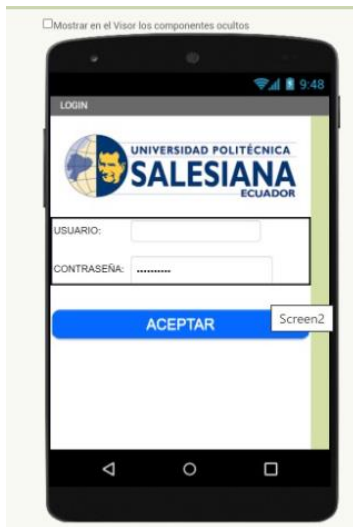 Mostrar en el Visor los componentes ocultos
9:48
LOGIN
UNIVERSIDAD POLITÉCNICA
SALESIANA
ECUADOR
USUARIO:
CONTRASEÑA: ••••••••••
ACEPTAR
Screen2